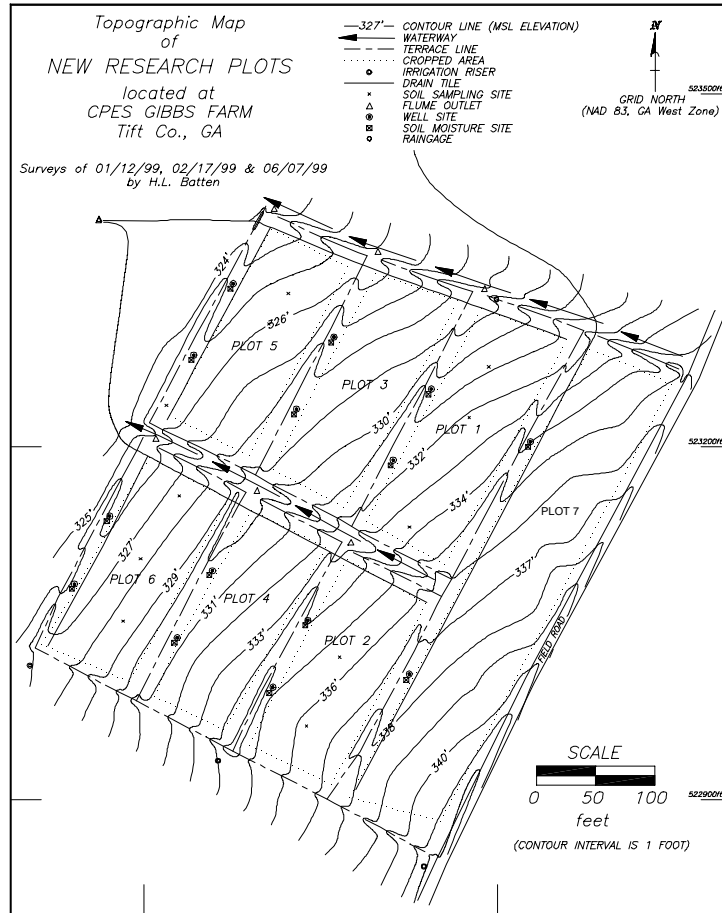 Topographic Map
of
NEW RESEARCH PLOTS
located at
CPES GIBBS FARM
Tift Co., GA
Surveys of 01/12/99, 02/17/99 & 06/07/99
by H.L. Batten
327' CONTOUR LINE (MSL ELEVATION)
WATERWAY
TERRACE LINE
CROPPED AREA
IRRIGATION RISER
DRAIN TILE
SOIL SAMPLING SITE
FLUME OUTLET
WELL SITE
SOIL MOISTURE SITE
RAINGAGE
N
GRID NORTH
(NAD 83, GA West Zone)
324'
326'
PLOT 5
PLOT 3
330'
PLOT 1
332'
334'
PLOT 7
325'
327'
PLOT 6
329'
331'
PLOT 4
333'
PLOT 2
336'
337'
338'
340'
FIELD ROAD
SCALE
0 50 100
feet
(CONTOUR INTERVAL IS 1 FOOT)